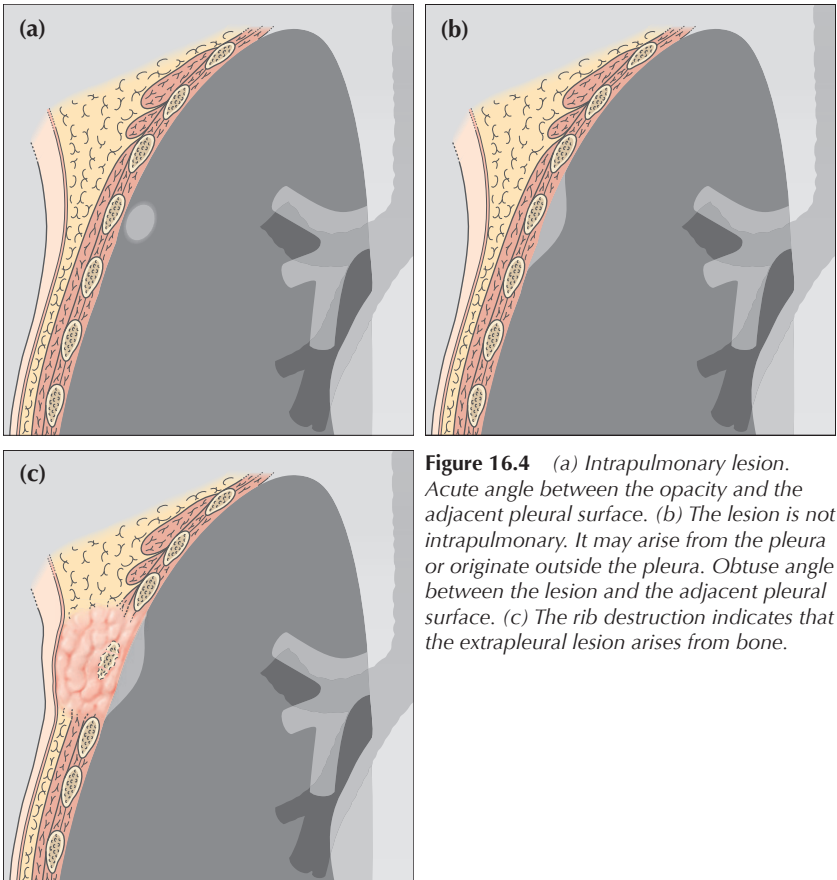 (a)
(b)
(c)
Figure 16.4 (a) Intrapulmonary lesion.
Acute angle between the opacity and the
adjacent pleural surface. (b) The lesion is not
intrapulmonary. It may arise from the pleura
or originate outside the pleura. Obtuse angle
between the lesion and the adjacent pleural
surface. (c) The rib destruction indicates that
the extrapleural lesion arises from bone.